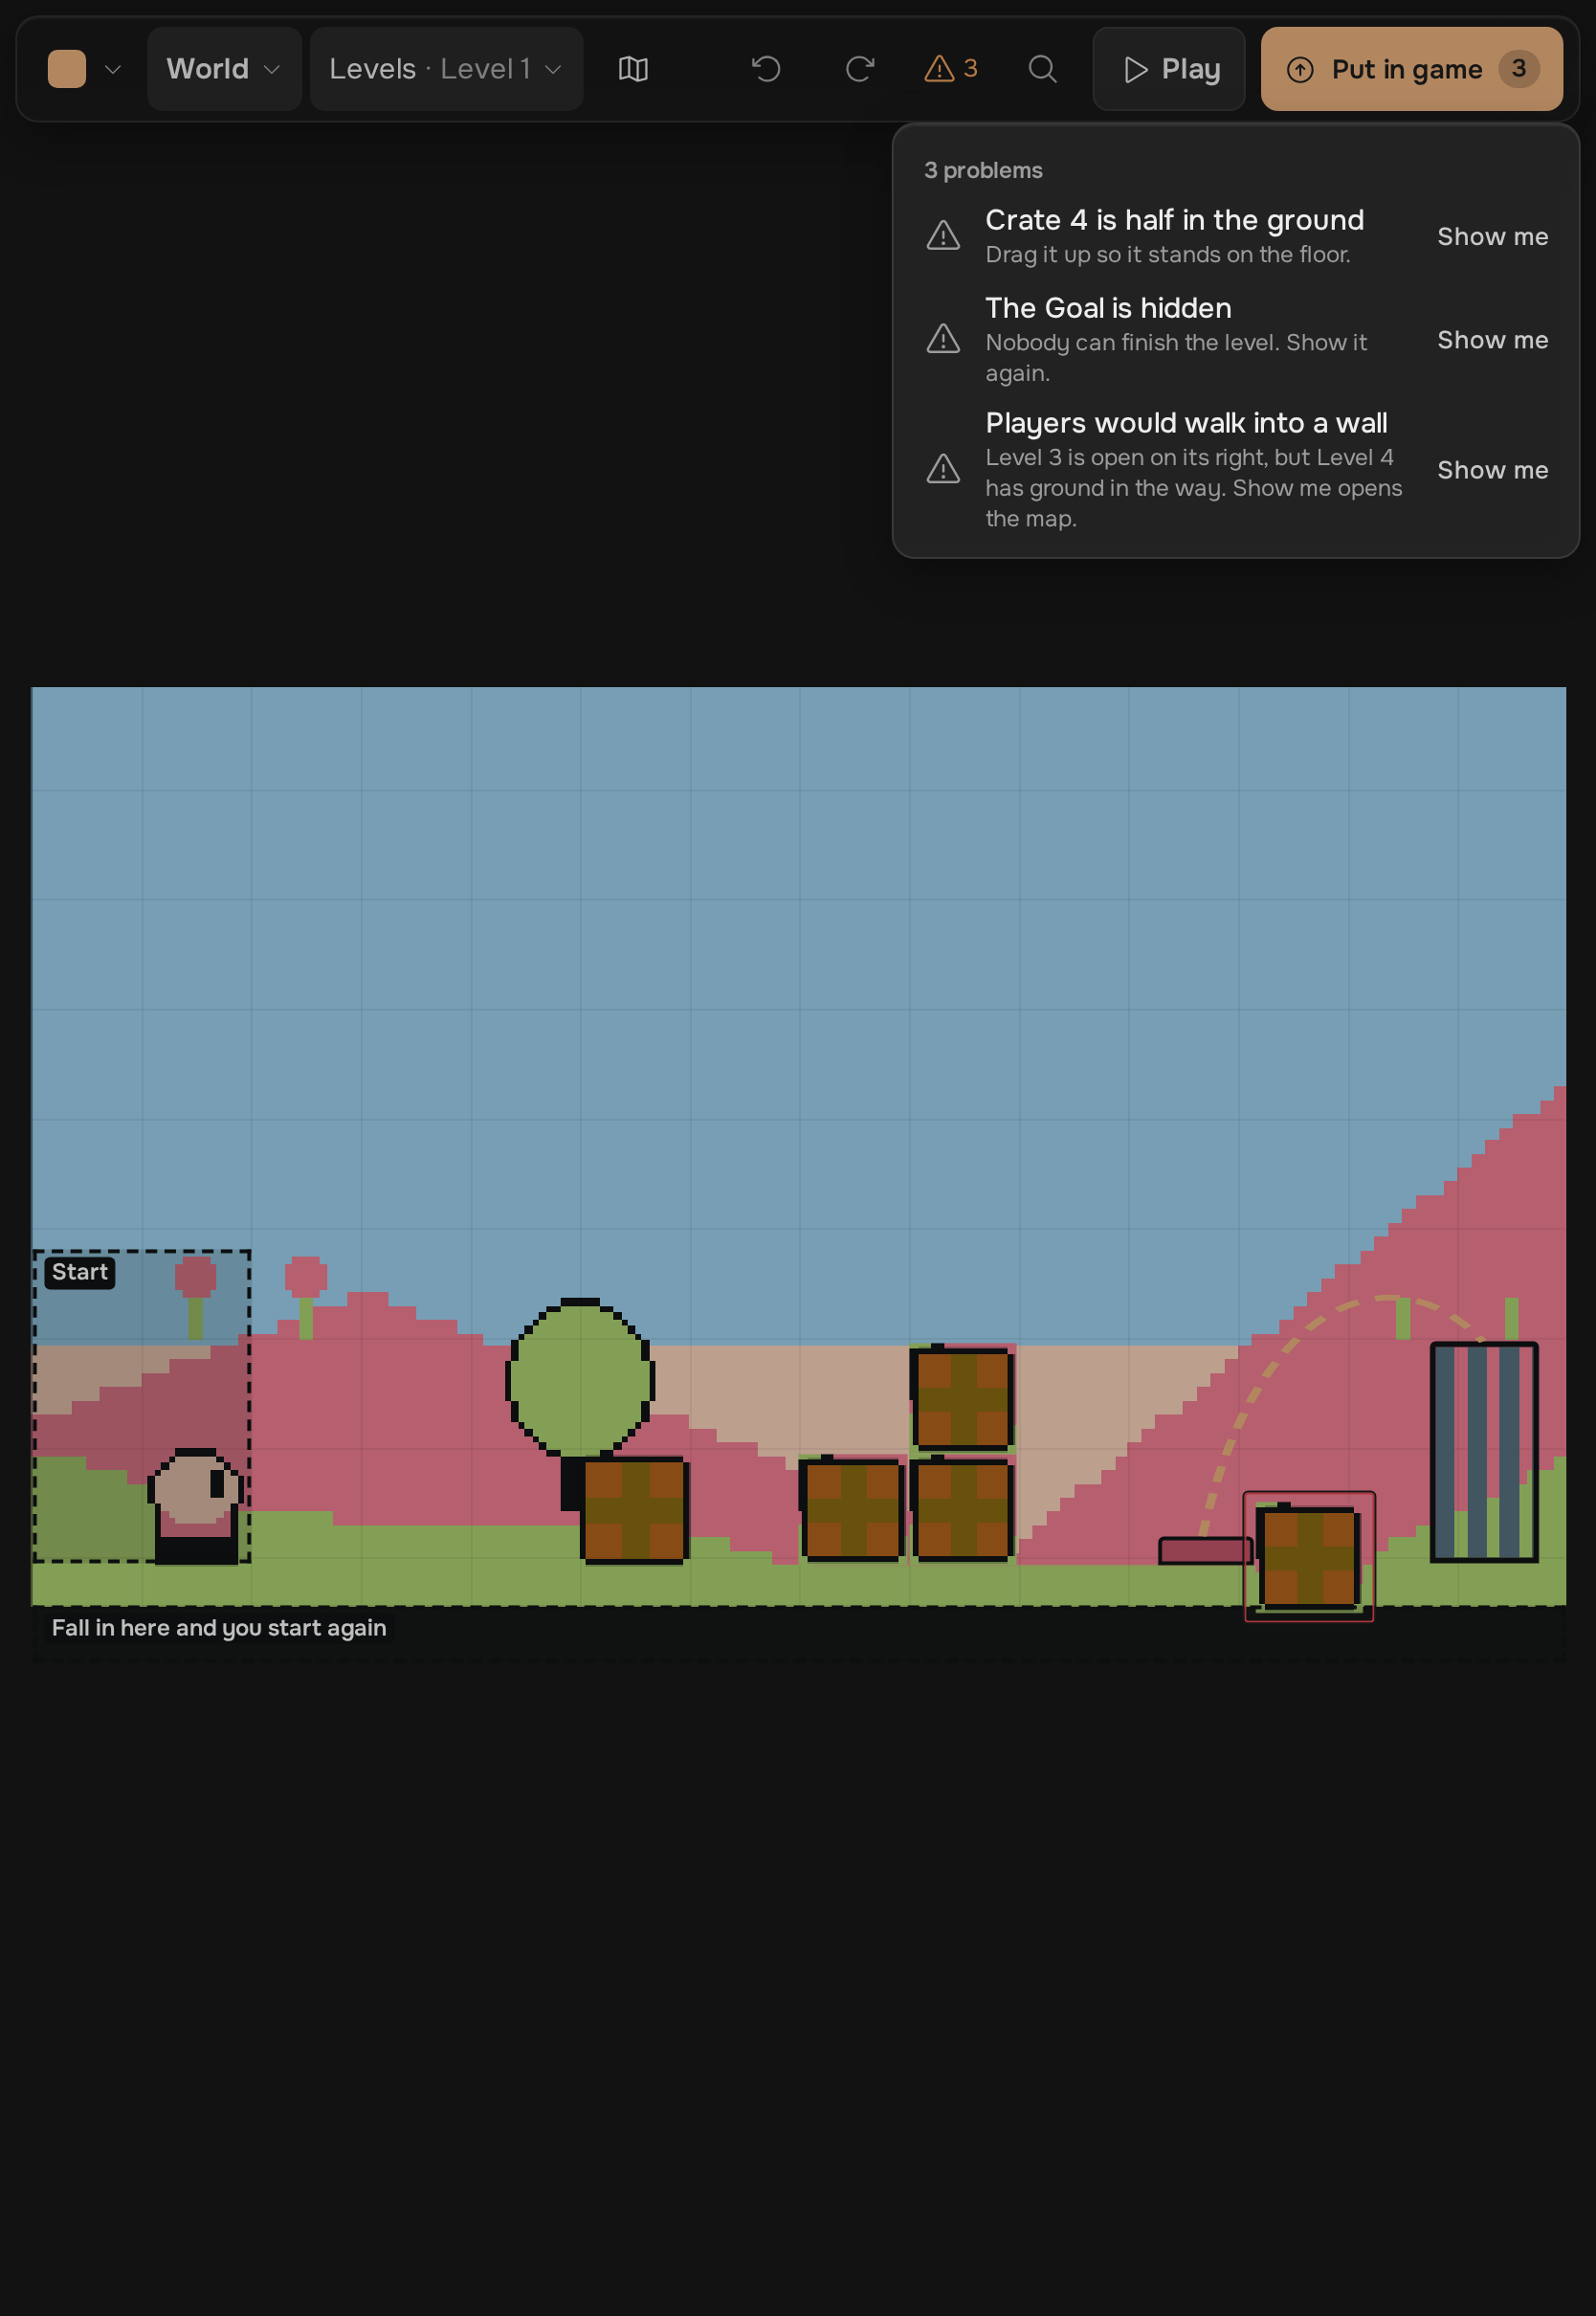 World
Levels · Level 1
3
Play
Put in game 3
3 problems
Crate 4 is half in the ground
Drag it up so it stands on the floor.
Show me
The Goal is hidden
Nobody can finish the level. Show it
again.
Show me
Players would walk into a wall
Level 3 is open on its right, but Level 4
has ground in the way. Show me opens
the map.
Show me
Start
Fall in here and you start again